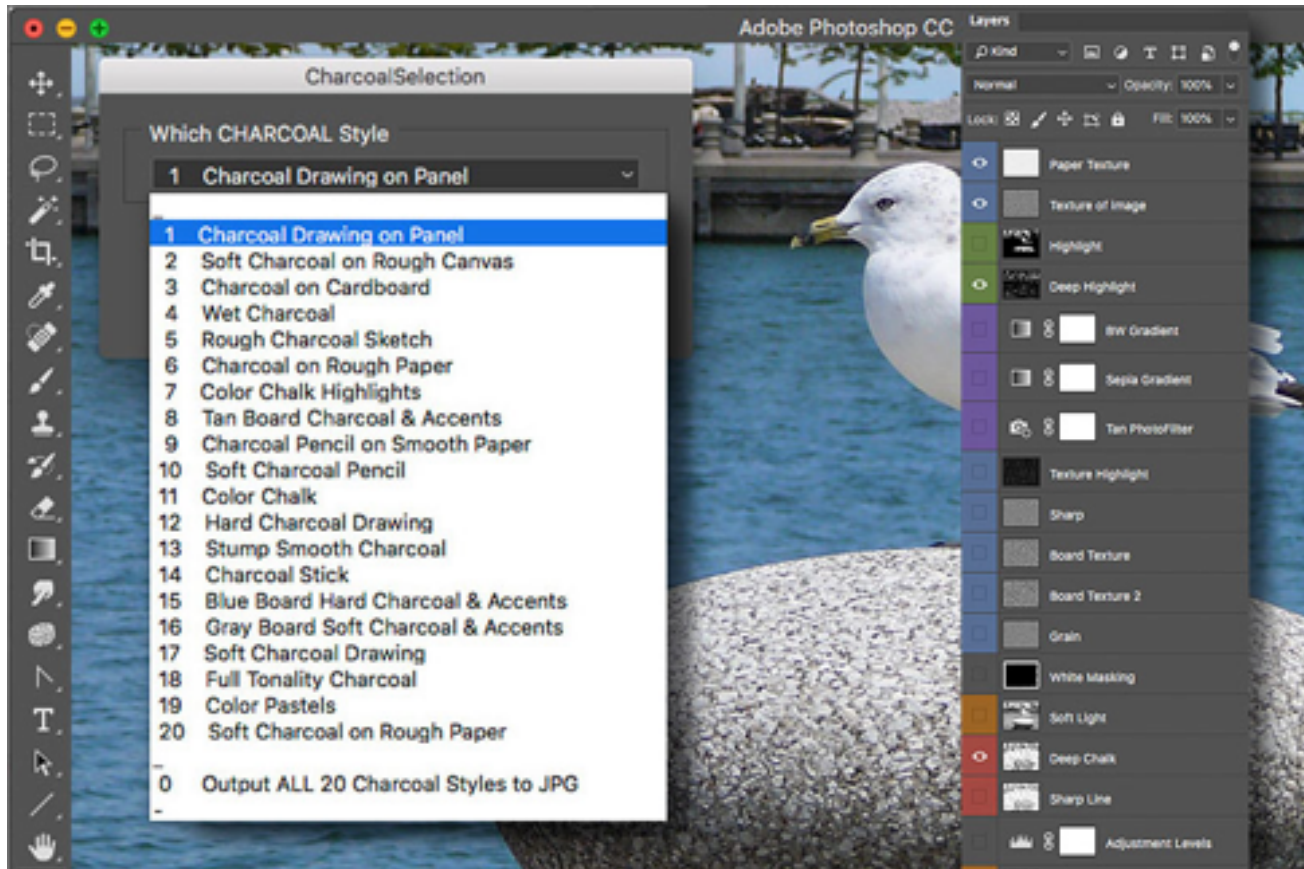 Adobe Photoshop CC
CharcoalSelection
Which CHARCOAL Style
1 Charcoal Drawing on Panel
1 Charcoal Drawing on Panel
2 Soft Charcoal on Rough Canvas
3 Charcoal on Cardboard
4 Wet Charcoal
5 Rough Charcoal Sketch
6 Charcoal on Rough Paper
7 Color Chalk Highlights
8 Tan Board Charcoal & Accents
9 Charcoal Pencil on Smooth Paper
10 Soft Charcoal Pencil
11 Color Chalk
12 Hard Charcoal Drawing
13 Stump Smooth Charcoal
14 Charcoal Stick
15 Blue Board Hard Charcoal & Accents
16 Gray Board Soft Charcoal & Accents
17 Soft Charcoal Drawing
18 Full Tonality Charcoal
19 Color Pastels
20 Soft Charcoal on Rough Paper
0 Output ALL 20 Charcoal Styles to JPG
Layers
Kind
Normal Opacity: 100%
Lock: Fill: 100%
Paper Texture
Texture of Image
Highlight
Deep Highlight
BW Gradient
Sepia Gradient
Tan PhotoFilter
Texture Highlight
Sharp
Board Texture
Board Texture 2
Grain
White Masking
Soft Light
Deep Chalk
Sharp Line
Adjustment Levels